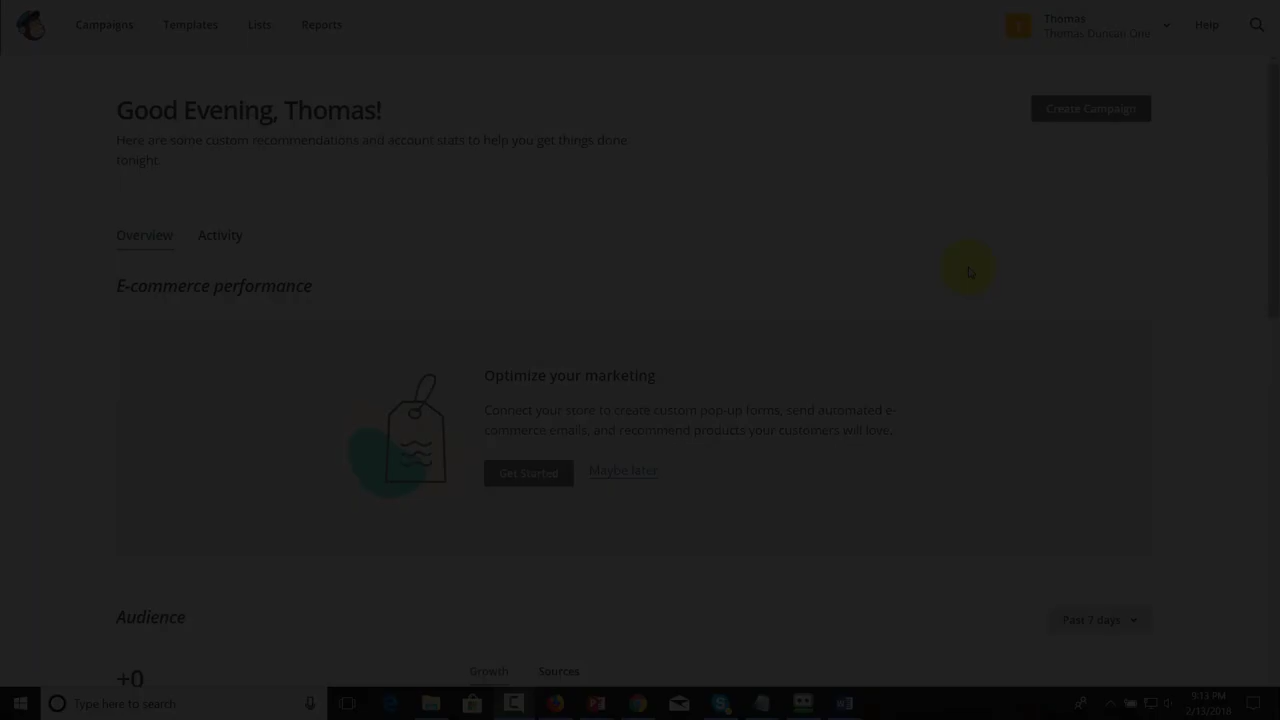 Campaigns Templates Lists Reports
Thomas
Thomas Duncan One
Help
Good Evening, Thomas!
Create Campaign
Here are some custom recommendations and account stats to help you get things done
tonight.
Overview Activity
E-commerce performance
Optimize your marketing
Connect your store to create custom pop-up forms, send automated e-
commerce emails, and recommend products your customers will love.
Get Started Maybe later
Audience
Past 7 days
+0
Growth Sources
Type here to search
9:13 PM
2/13/2018